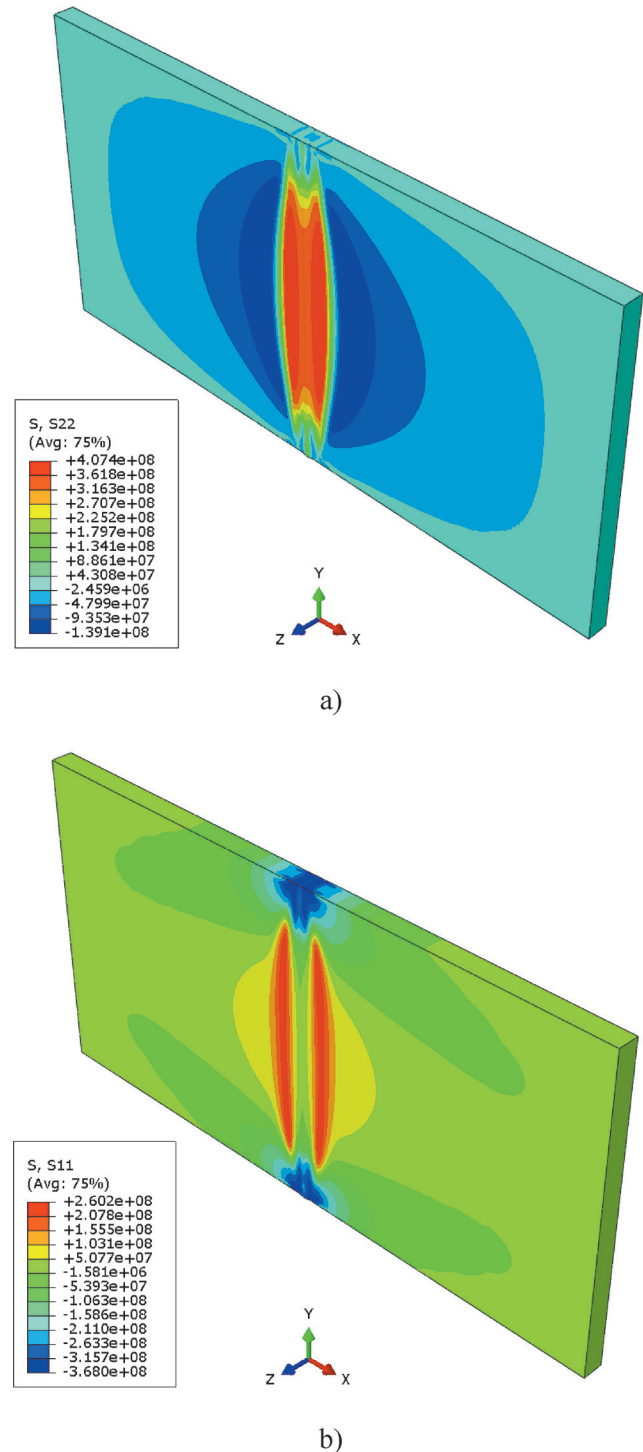 S, S22
(Avg: 75%)
+4.074e+08
+3.618e+08
+3.163e+08
+2.707e+08
+2.252e+08
+1.797e+08
+1.341e+08
+8.861e+07
+4.308e+07
-2.459e+06
-4.799e+07
-9.353e+07
-1.391e+08
Y
Z X
a)
S, S11
(Avg: 75%)
+2.602e+08
+2.078e+08
+1.555e+08
+1.031e+08
+5.077e+07
-1.581e+06
-5.393e+07
-1.063e+08
-1.586e+08
-2.110e+08
-2.633e+08
-3.157e+08
-3.680e+08
Y
Z X
b)